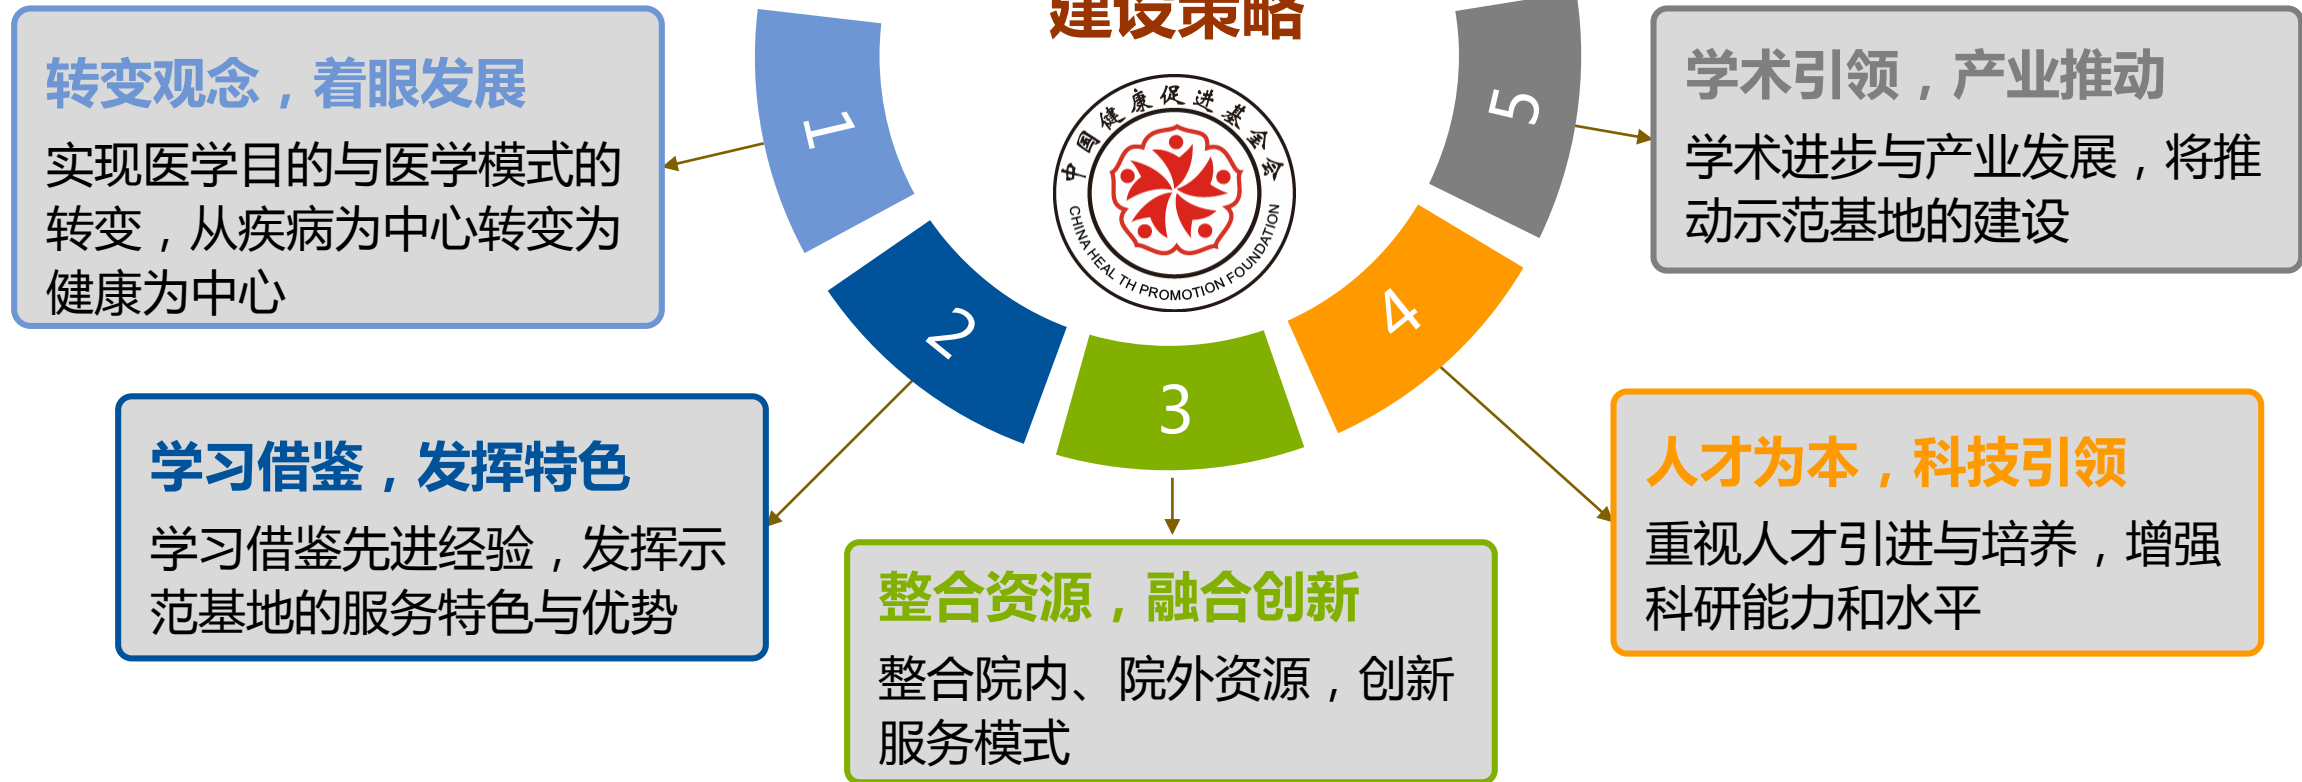 建设策略
中国健康促进基金会
CHINA HEAL TH PROMOTION FOUNDATION
1
转变观念，着眼发展
实现医学目的与医学模式的
转变，从疾病为中心转变为
健康为中心
2
学习借鉴，发挥特色
学习借鉴先进经验，发挥示
范基地的服务特色与优势
3
整合资源，融合创新
整合院内、院外资源，创新
服务模式
4
人才为本，科技引领
重视人才引进与培养，增强
科研能力和水平
5
学术引领，产业推动
学术进步与产业发展，将推
动示范基地的建设